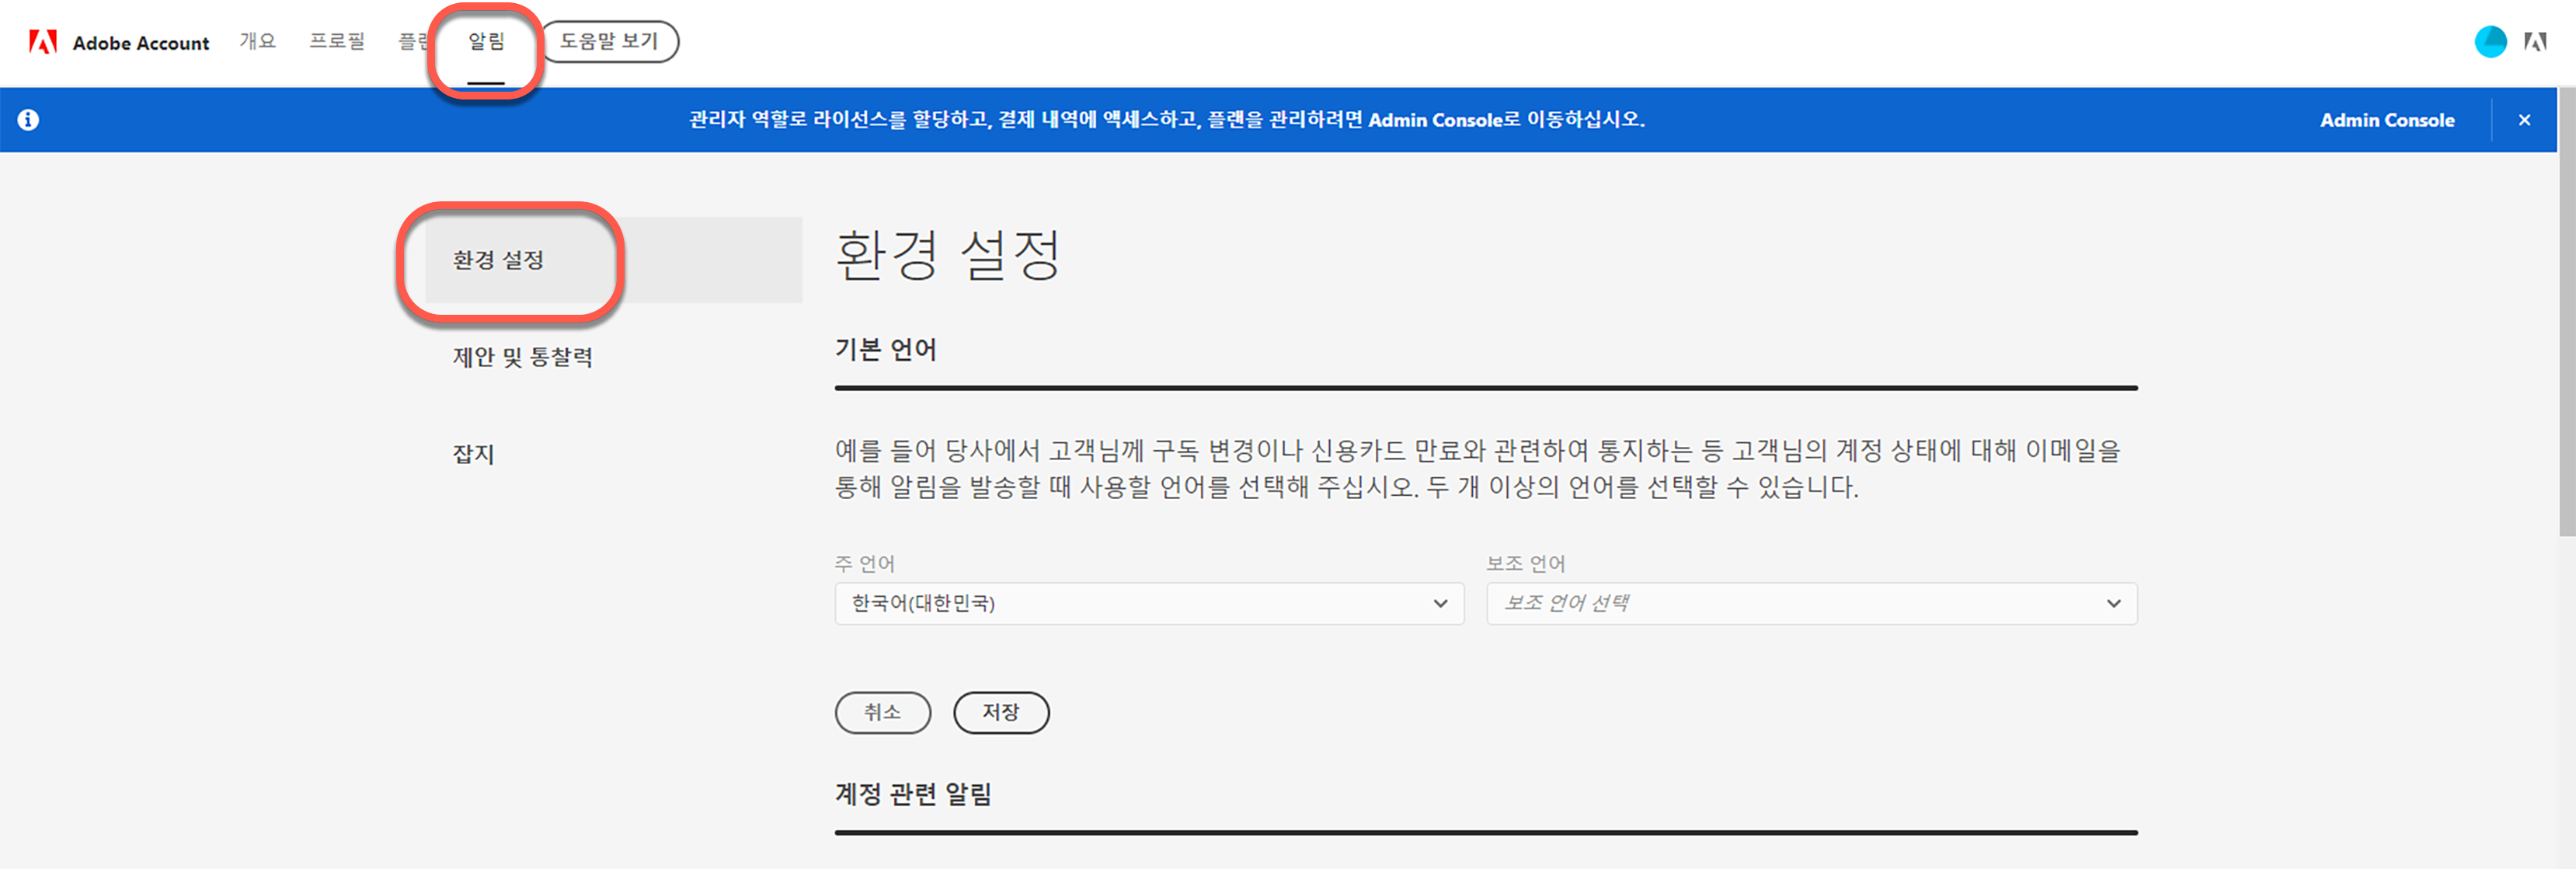 Adobe Account 개요 프로필 알림 도움말 보기
관리자 역할로 라이선스를 할당하고, 결제 내역에 액세스하고, 플랜을 관리하려면 Admin Console로 이동하십시오. Admin Console
환경 설정
제안 및 통찰력
잡지
환경 설정
기본 언어
예를 들어 당사에서 고객님께 구독 변경이나 신용카드 만료와 관련하여 통지하는 등 고객님의 계정 상태에 대해 이메일을
통해 알림을 발송할 때 사용할 언어를 선택해 주십시오. 두 개 이상의 언어를 선택할 수 있습니다.
주 언어 보조 언어
한국어(대한민국) 보조 언어 선택
취소 저장
계정 관련 알림